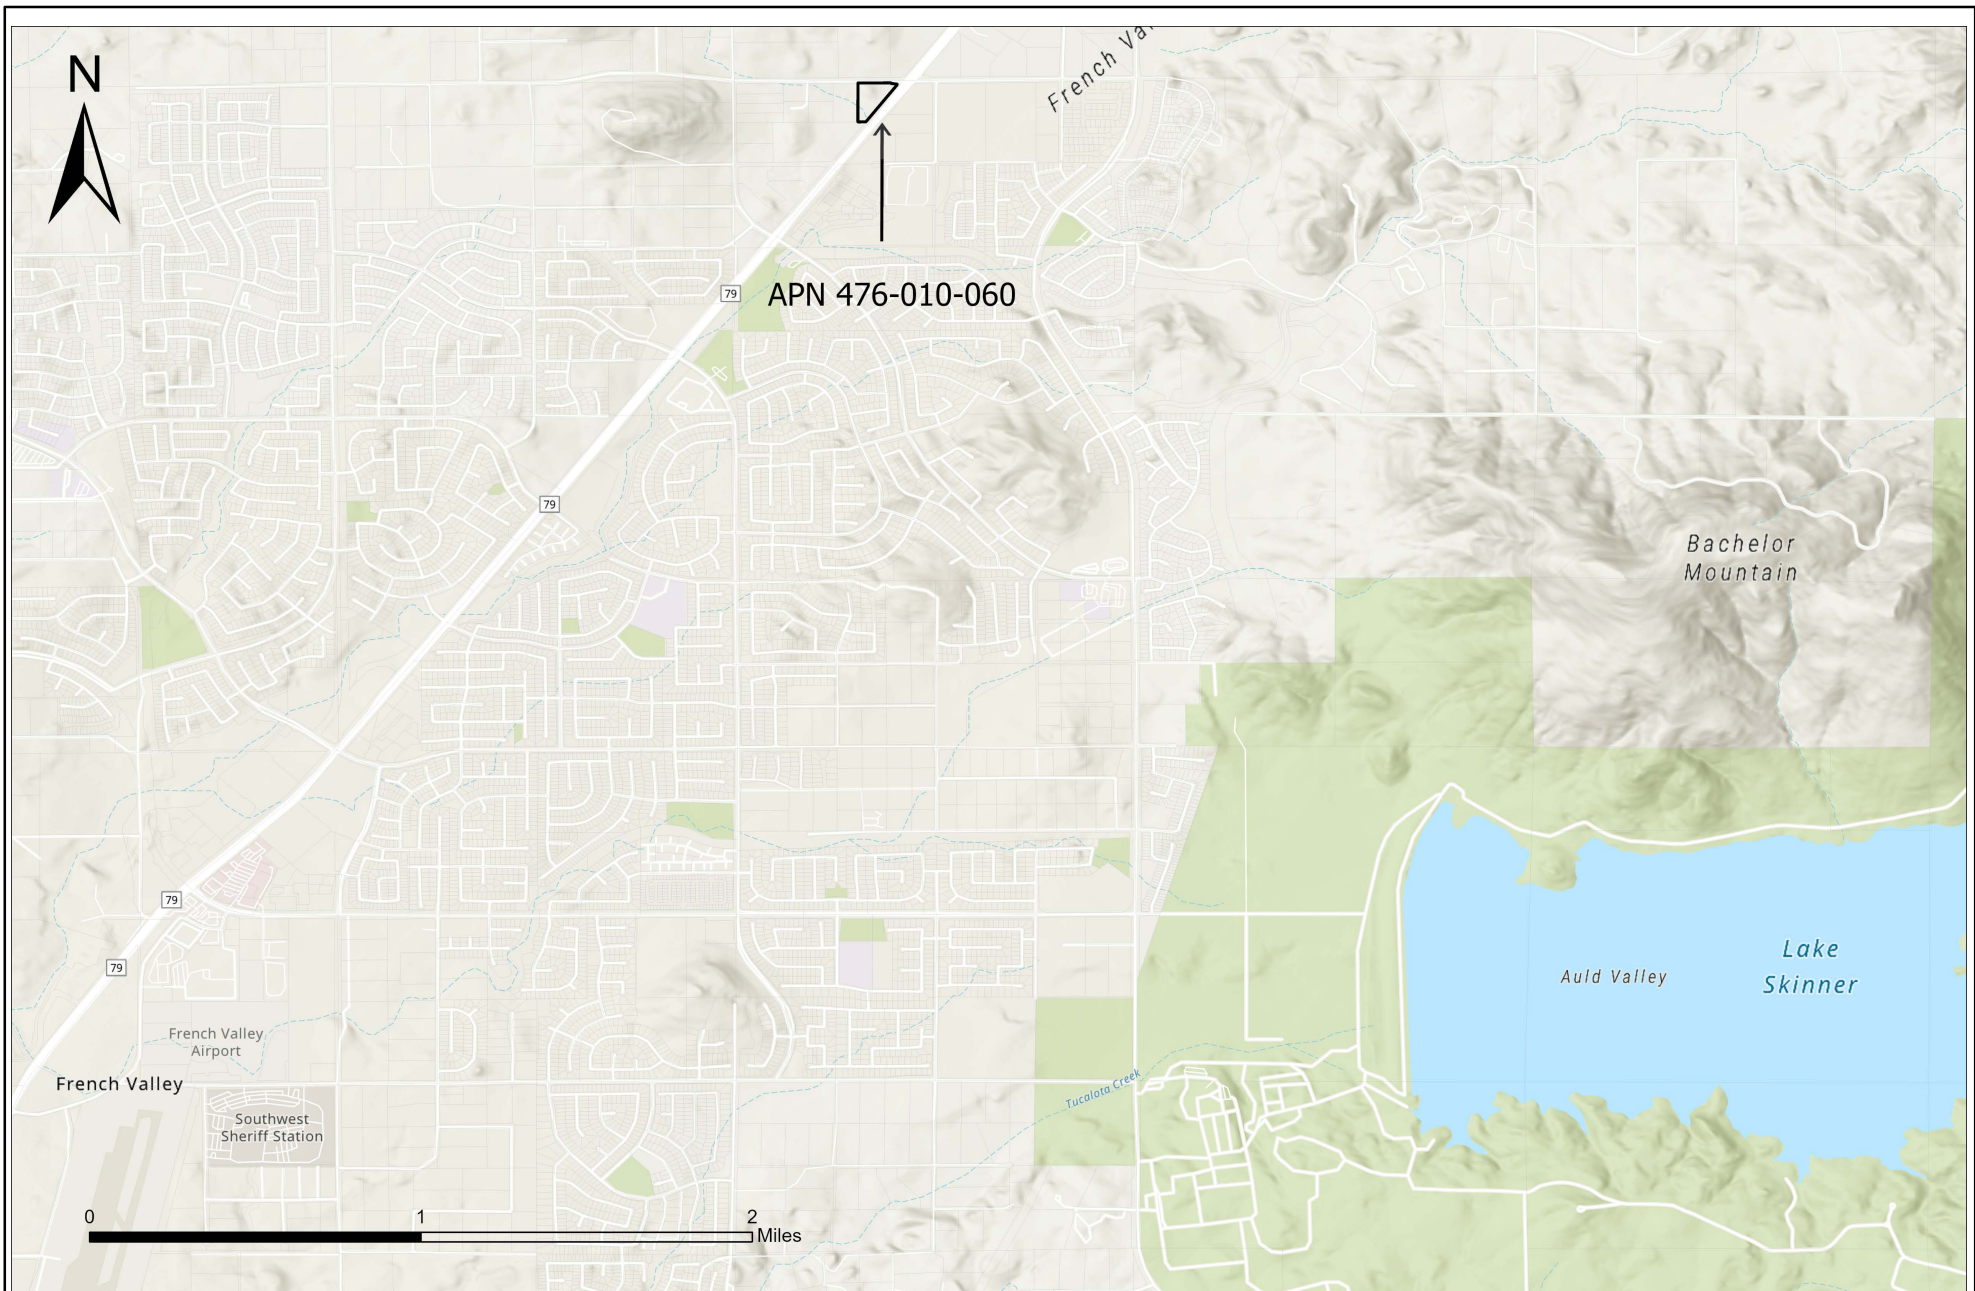 French Va
N
79
APN 476-010-060
79
Bachelor
Mountain
79
Lake
Skinner
Auld Valley
79
French Valley
Airport
Tucalota Creek
French Valley
Southwest
Sheriff Station
0 1 2
Miles